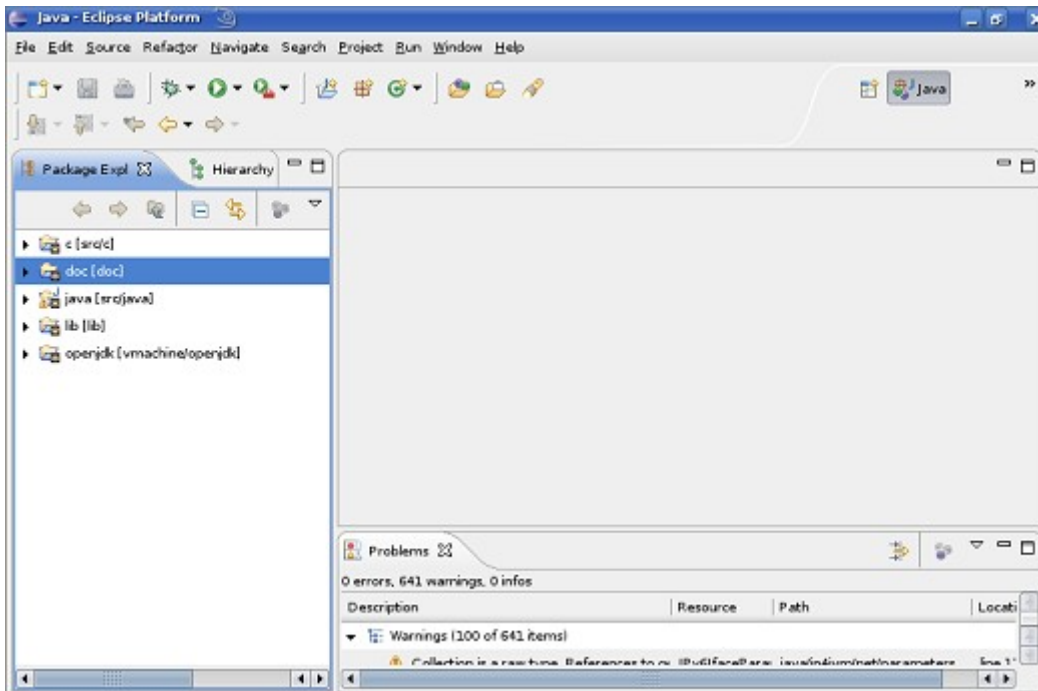 Java - Eclipse Platform
File Edit Source Refactor Navigate Search Project Run Window Help
Java »
Package Expl Hierarchy
c [src/c]
doc [doc]
java [src/java]
lib [lib]
openjdk [vmachine/openjdk]
Problems
0 errors, 641 warnings, 0 infos
Description Resource Path Locati
Warnings (100 of 641 items)
Collection is a raw type. References to